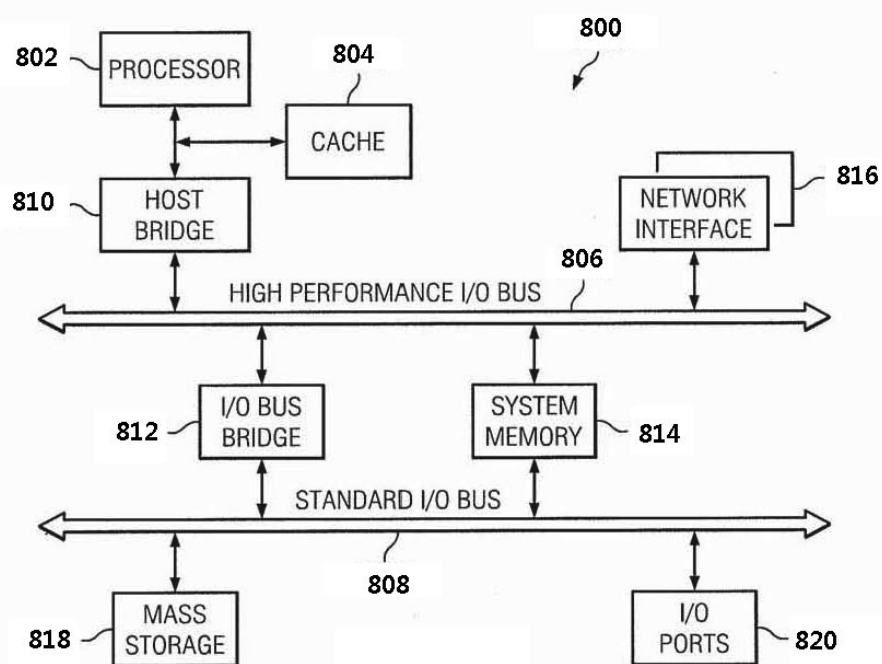 800
802
PROCESSOR
804
CACHE
810
HOST
BRIDGE
816
NETWORK
INTERFACE
806
HIGH PERFORMANCE I/O BUS
812
I/O BUS
BRIDGE
SYSTEM
MEMORY
814
STANDARD I/O BUS
808
818
MASS
STORAGE
I/O
PORTS
820